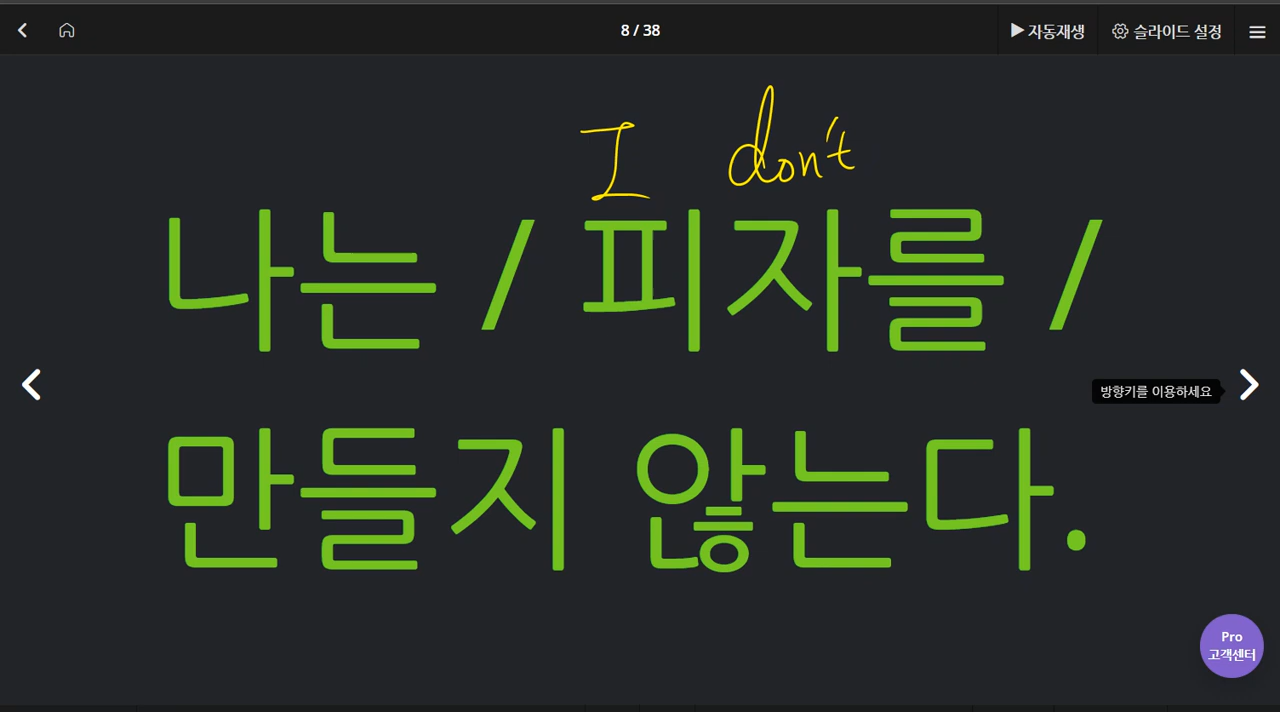 8 / 38
▶ 자동재생
슬라이드 설정
I don't
나는 / 피자를 /
만들지 않는다.
방향키를 이용하세요
Pro
고객센터